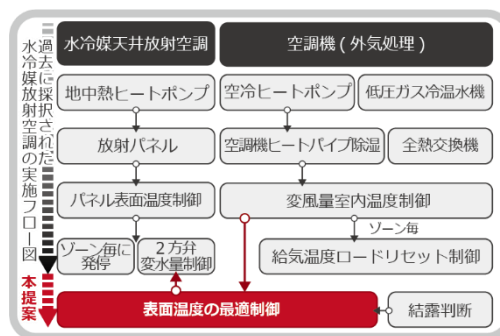 過去に採択された
水冷媒放射空調の実施フロー図
本提案
水冷媒天井放射空調
空調機(外気処理)
地中熱ヒートポンプ
空冷ヒートポンプ
低圧ガス冷温水機
放射パネル
空調機ヒートパイプ除湿
全熱交換機
パネル表面温度制御
変風量室内温度制御
ゾーン毎
ゾーン毎に
発停
2方弁
変水量制御
給気温度ロードリセット制御
表面温度の最適制御
結露判断